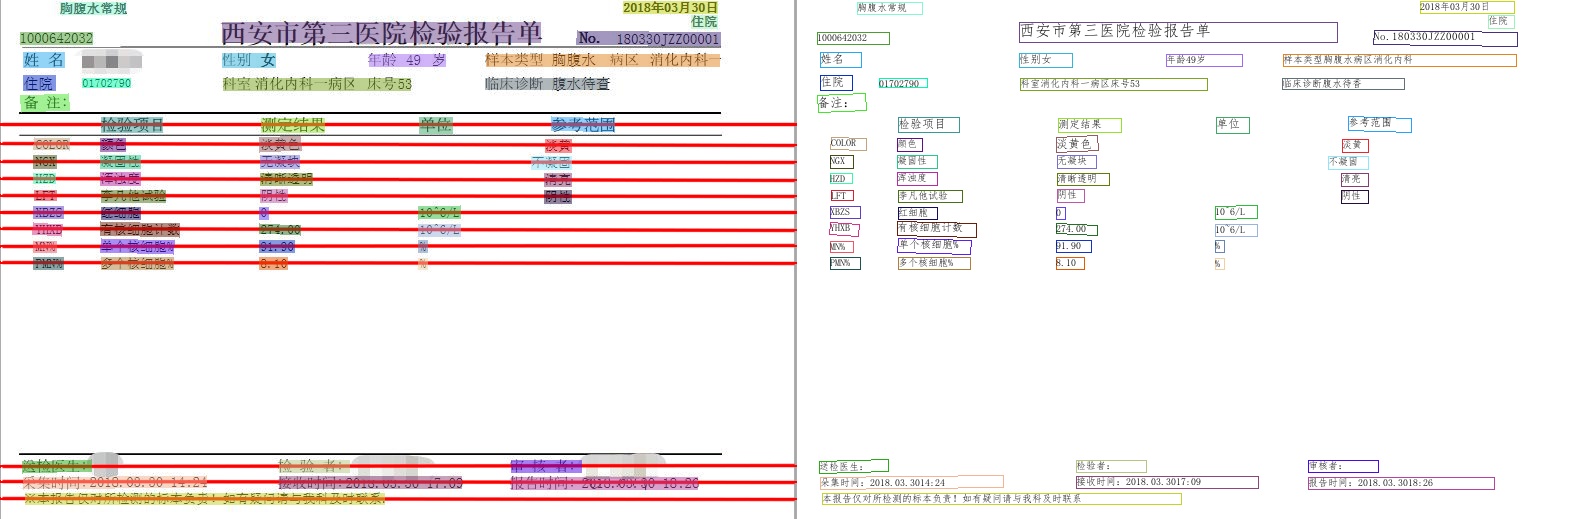 胸腹水常规 2018年03月30日
住院
1000642032 西安市第三医院检验报告单 No. 180330JZZ00001
姓 名 性别 女 年龄 49 岁 样本类型 胸腹水 病区 消化内科一
住院 01702790 科室 消化内科一病区 床号53 临床诊断 腹水待查
备 注:
检验项目 测定结果 单位 参考范围
COLOR 颜色 淡黄色 淡黄
NGX 凝固性 无凝块 不凝固
HZD 浑浊度 清晰透明 清亮
LFT 李凡他试验 阴性 阴性
XBZS 红细胞 0 10^6/L
YHXB 有核细胞计数 274.00 10^6/L
MN% 单个核细胞% 91.90 %
PMN% 多个核细胞% 8.10 %
送检医生: 检 验 者: 审 核 者:
采集时间:2018.03.30 14:24 接收时间:2018.03.30 17:09 报告时间:2018.03.30 18:26
※本报告仅对所检测的标本负责! 如有疑问请与我科及时联系
胸腹水常规 2018年03月30日
住院
1000642032 西安市第三医院检验报告单 No.180330JZZ00001
姓名 性别女 年龄49岁 样本类型胸腹水病区消化内科
住院 01702790 科室消化内科一病区床号53 临床诊断腹水待查
备注:
检验项目 测定结果 单位 参考范围
COLOR 颜色 淡黄色 淡黄
NGX 凝固性 无凝块 不凝固
HZD 浑浊度 清晰透明 清亮
LFT 李凡他试验 阴性 阴性
XBZS 红细胞 0 10^6/L
YHXB 有核细胞计数 274.00 10^6/L
MN% 单个核细胞% 91.90 %
PMN% 多个核细胞% 8.10 %
送检医生: 检验者: 审核者:
采集时间:2018.03.3014:24 接收时间:2018.03.3017:09 报告时间:2018.03.3018:26
本报告仅对所检测的标本负责!如有疑问请与我科及时联系